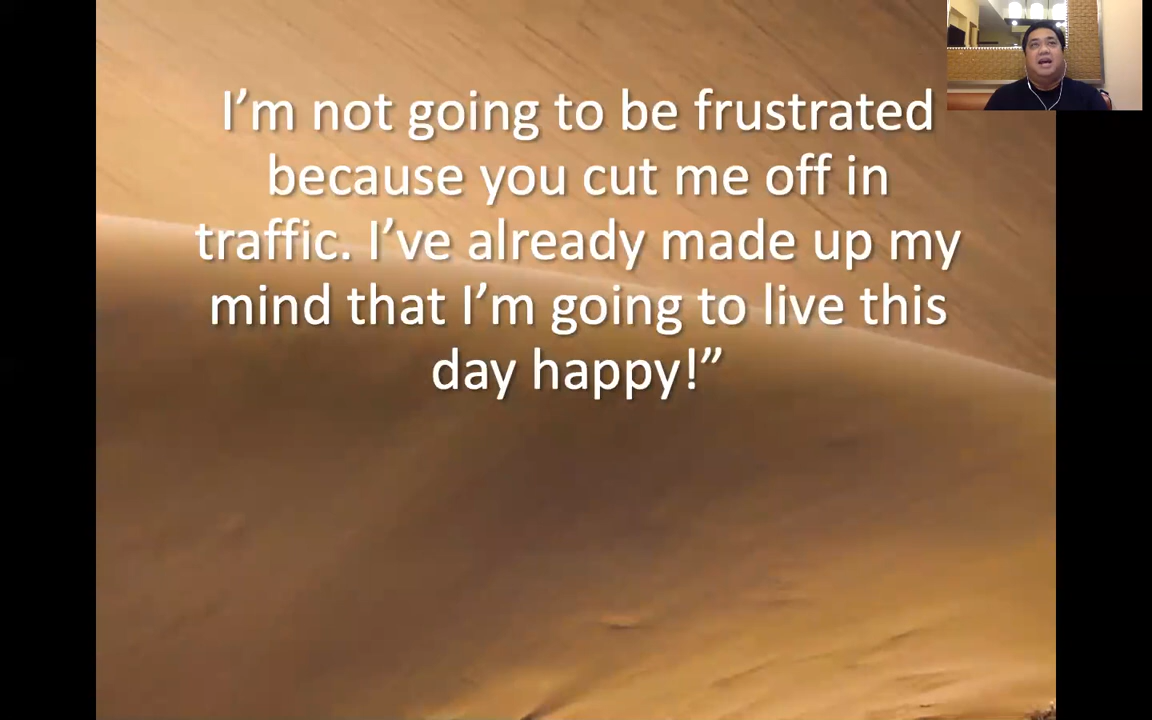 I’m not going to be frustrated
because you cut me off in
traffic. I’ve already made up my
mind that I’m going to live this
day happy!”